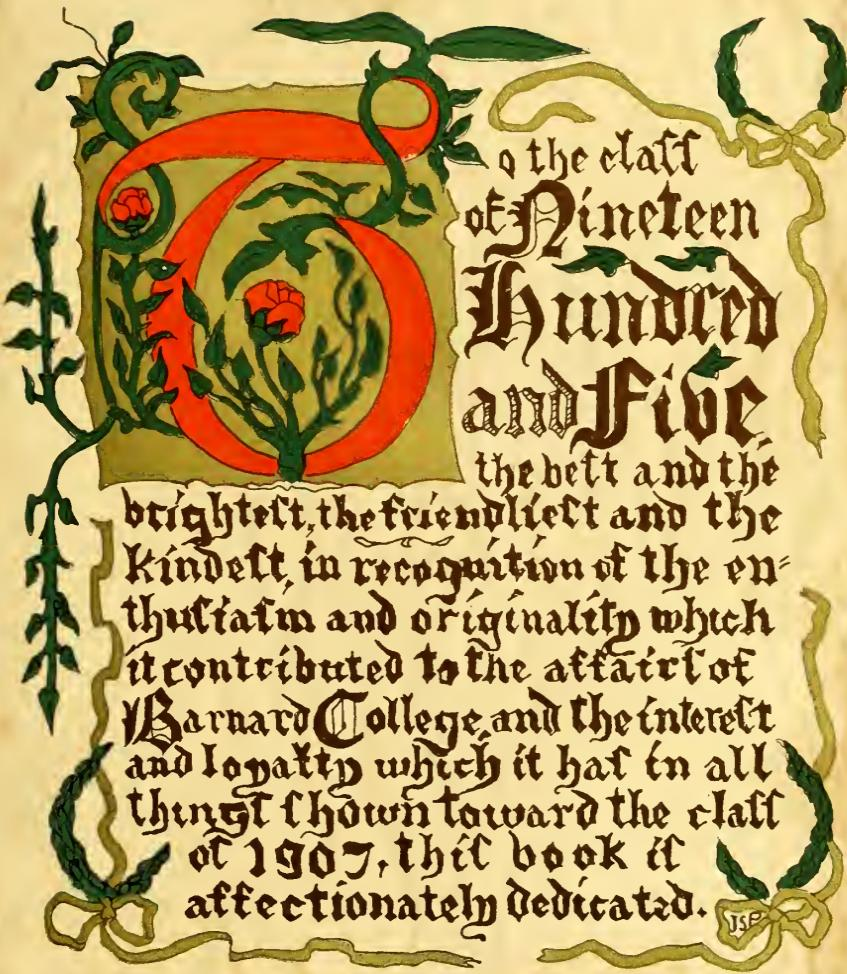 To the claſſ
of Nineteen
Hundred
and Five,
the beſt and the
brighteſt, the friendlieſt and the
kindeſt, in recognition of the en=
thuſiaſm and originality which
it contributed to the affairſ of
Barnard College, and the intereſt
and loyalty which it haſ in all
thingſ ſhown toward the claſſ
of 1907, thiſ book iſ
affectionately dedicated.
JSP